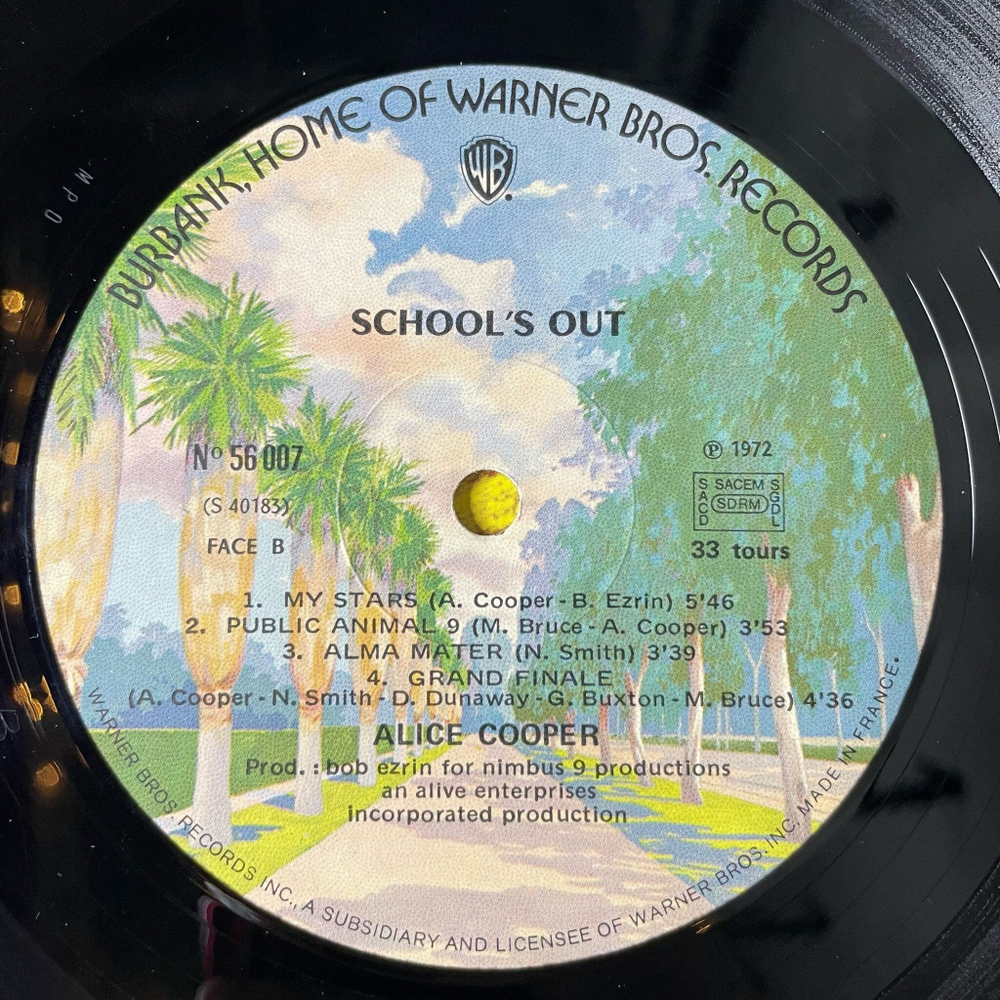 BURBANK, HOME OF WARNER BROS. RECORDS
WB
SCHOOL'S OUT
Nº 56 007
(S 40183)
FACE B
℗ 1972
SACEM
SACD
SDRM
SGDL
33 tours
1. MY STARS (A. Cooper - B. Ezrin) 5'46
2. PUBLIC ANIMAL 9 (M. Bruce - A. Cooper) 3'53
3. ALMA MATER (N. Smith) 3'39
4. GRAND FINALE
(A. Cooper - N. Smith - D. Dunaway - G. Buxton - M. Bruce) 4'36
ALICE COOPER
Prod. : bob ezrin for nimbus 9 productions
an alive enterprises
incorporated production
WARNER BROS. RECORDS INC., A SUBSIDIARY AND LICENSEE OF WARNER BROS. INC. MADE IN FRANCE.
M P O